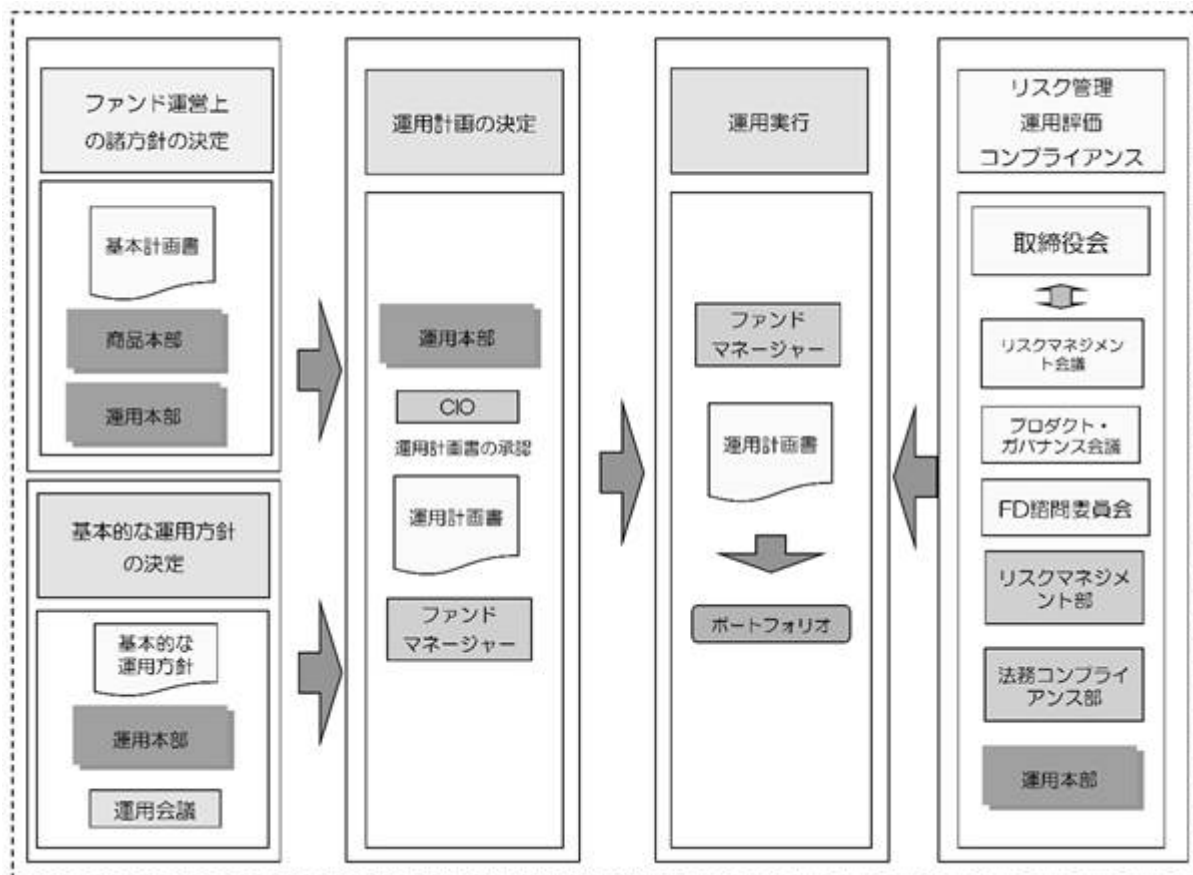 ファンド運営上
の諸方針の決定
基本計画書
商品本部
運用本部
基本的な運用方針
の決定
基本的な
運用方針
運用本部
運用会議
運用計画の決定
運用本部
CIO
運用計画書の承認
運用計画書
ファンド
マネージャー
運用実行
ファンド
マネージャー
運用計画書
ポートフォリオ
リスク管理
運用評価
コンプライアンス
取締役会
リスクマネジメン
ト会議
プロダクト・
ガバナンス会議
FD諮問委員会
リスクマネジメ
ント部
法務コンプライ
アンス部
運用本部